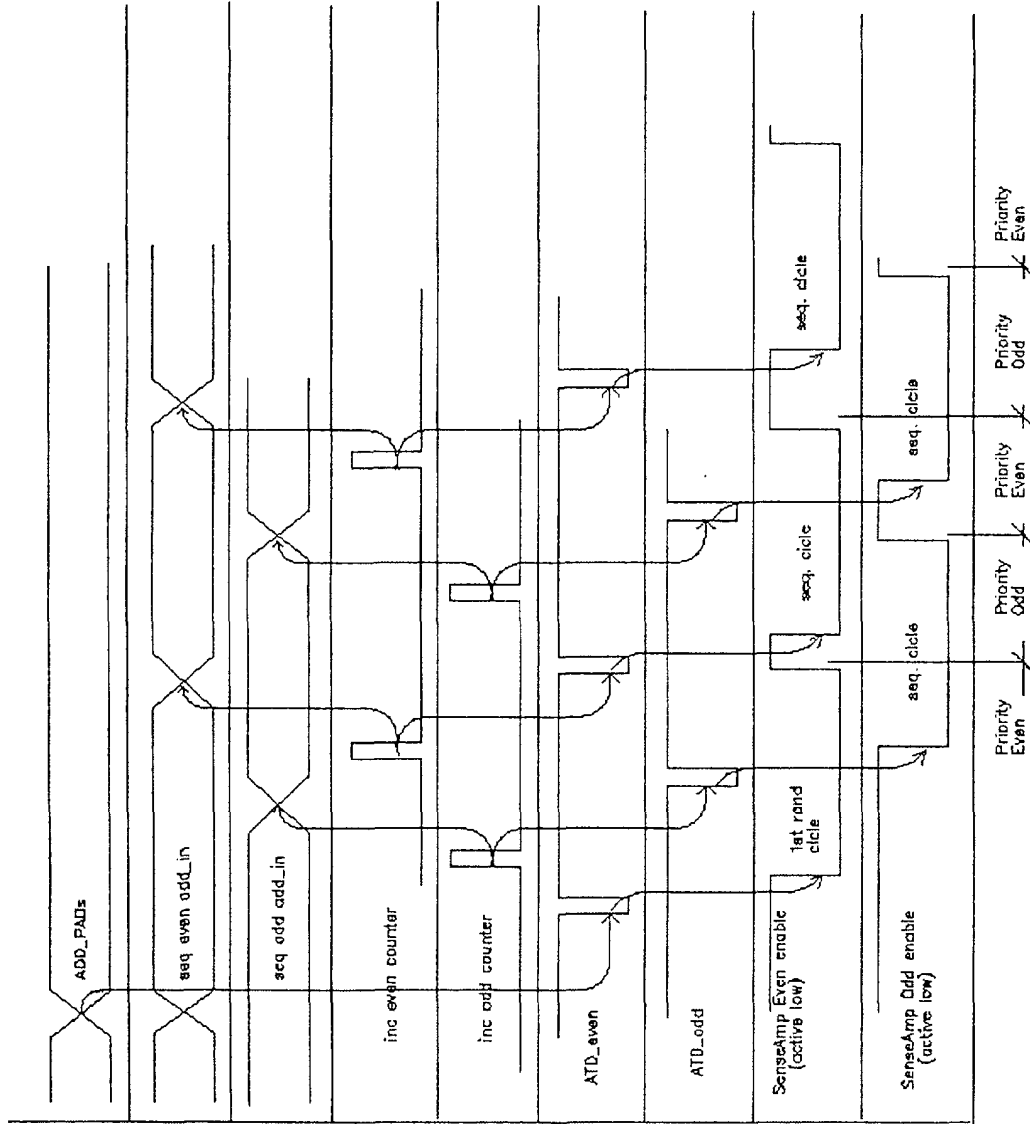 ADD_PADs
seq even add_in
seq odd add_in
inc even counter
inc odd counter
ATD_even
ATD_odd
SenseAmp Even enable
(active low)
1st rand
cicle
seq. cicle
seq. cicle
SenseAmp Odd enable
(active low)
seq. cicle
seq. cicle
Priority
Even
Priority
Odd
Priority
Even
Priority
Odd
Priority
Even